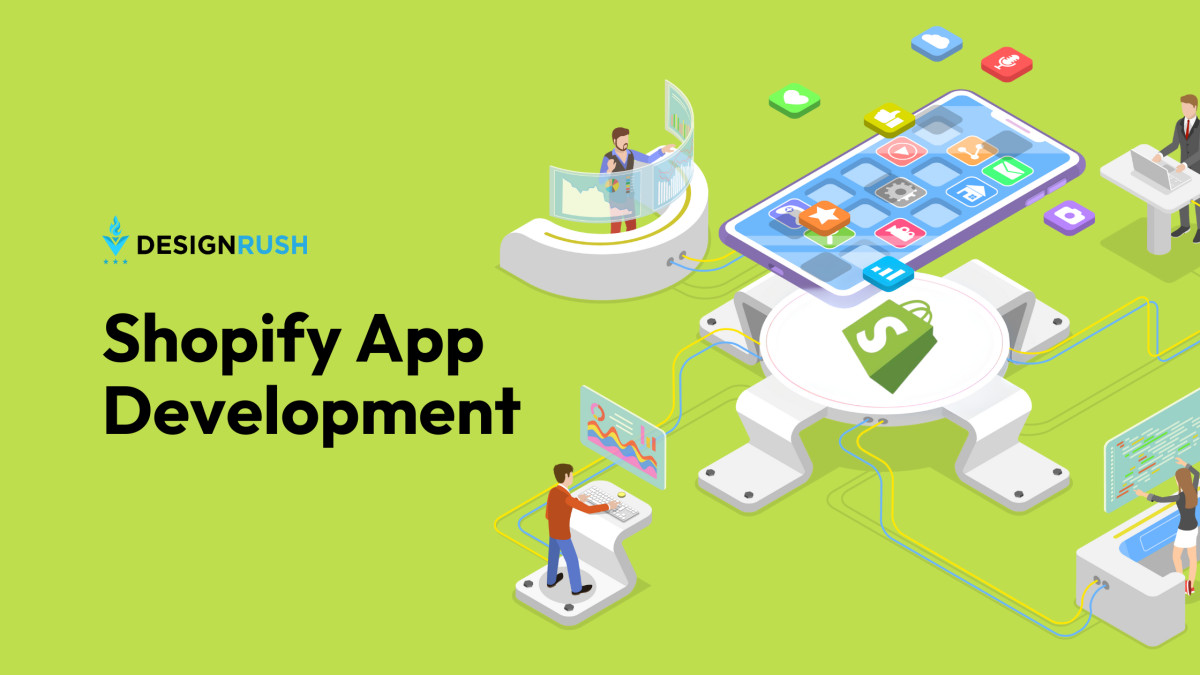 DESIGNRUSH
Shopify App
Development
S